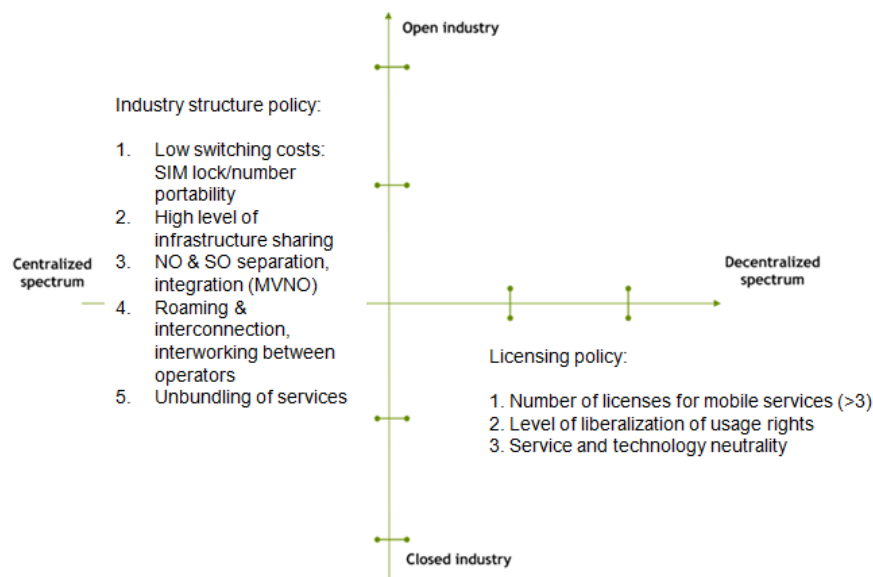 Open industry
Industry structure policy:
1. Low switching costs:
SIM lock/number
portability
2. High level of
infrastructure sharing
3. NO & SO separation,
integration (MVNO)
4. Roaming &
interconnection,
interworking between
operators
5. Unbundling of services
Centralized
spectrum
Decentralized
spectrum
Licensing policy:
1. Number of licenses for mobile services (>3)
2. Level of liberalization of usage rights
3. Service and technology neutrality
Closed industry